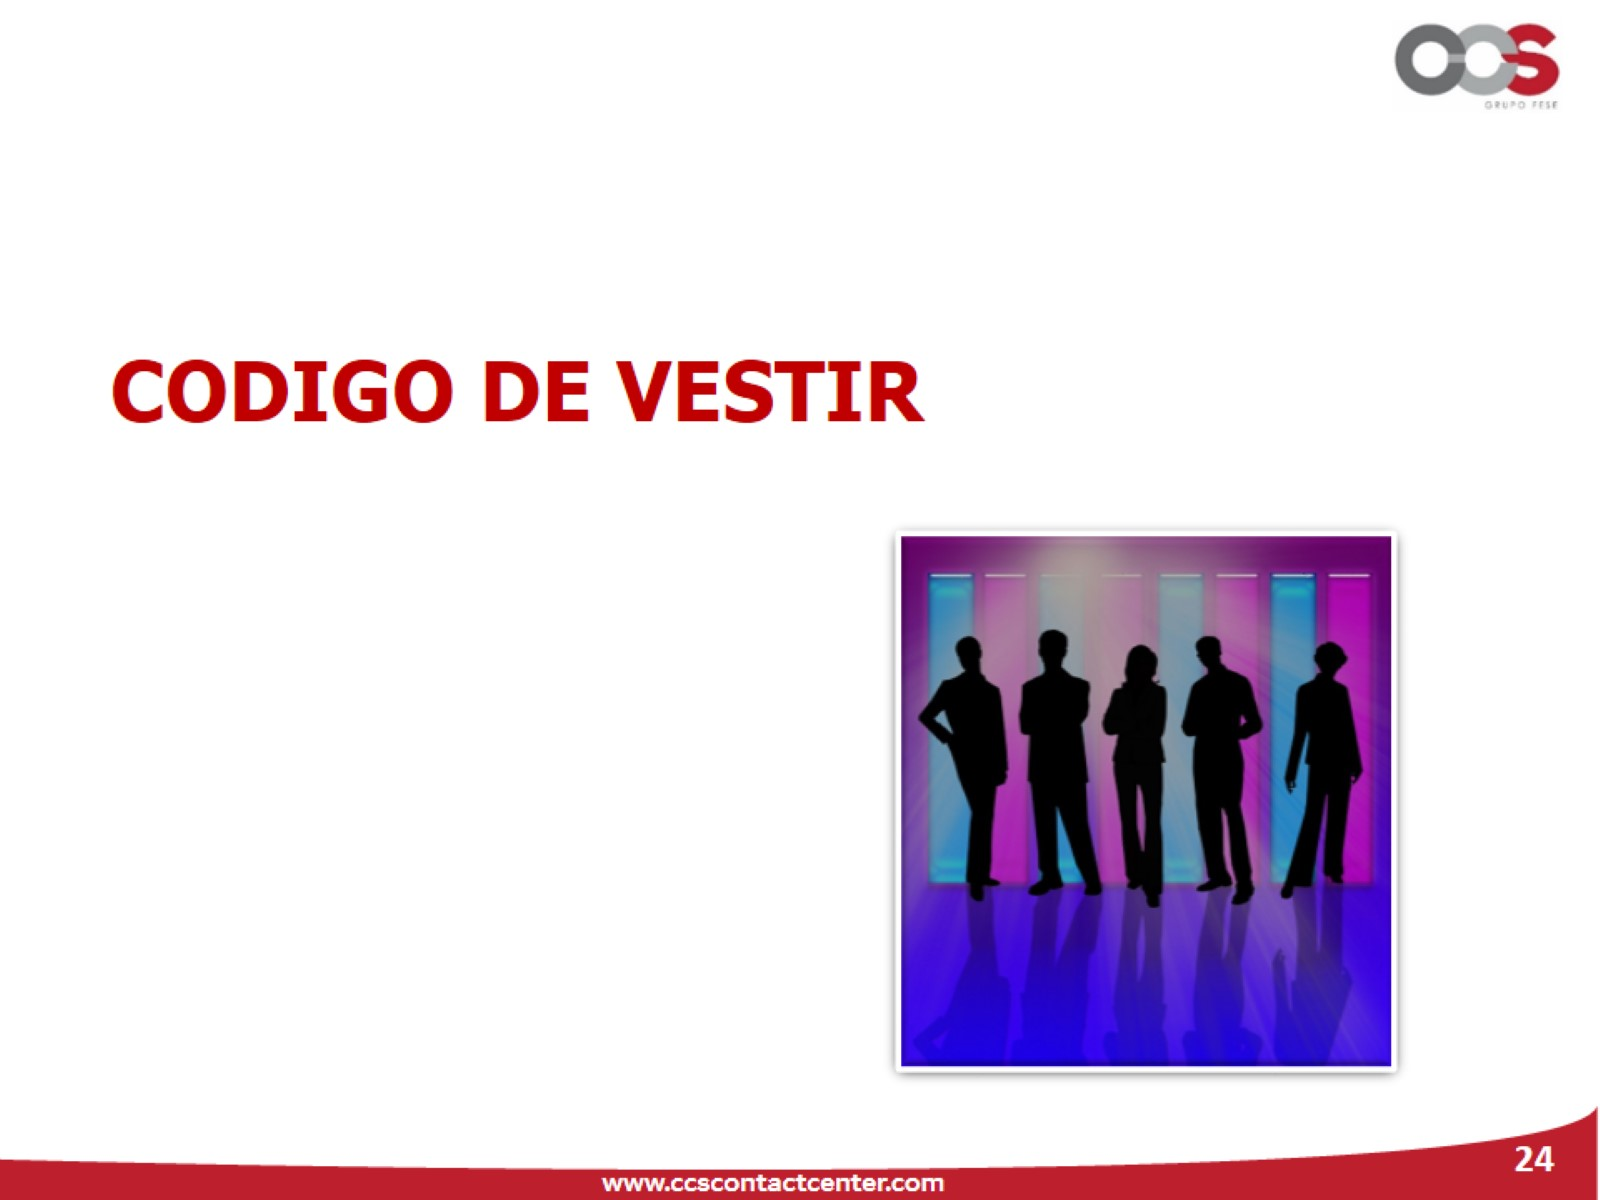 CCS
GRUPO FESE
CODIGO DE VESTIR
24
www.ccscontactcenter.com